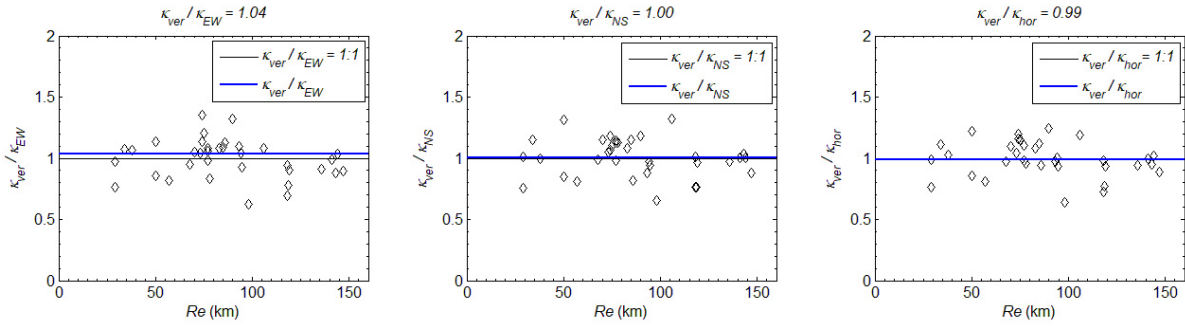 κver / κEW = 1.04
2
1.5
1
0.5
0
κver / κEW
κver / κEW = 1:1
κver / κEW
0 50 100 150
Re (km)
κver / κNS = 1.00
2
1.5
1
0.5
0
κver / κNS
κver / κNS = 1:1
κver / κNS
0 50 100 150
Re (km)
κver / κhor = 0.99
2
1.5
1
0.5
0
κver / κhor
κver / κhor = 1:1
κver / κhor
0 50 100 150
Re (km)